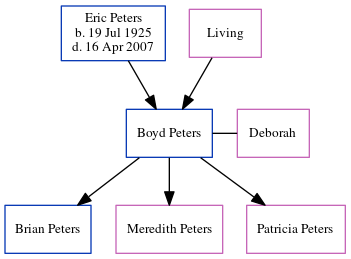 Eric Peters
b. 19 Jul 1925
d. 16 Apr 2007
Living
Boyd Peters
Deborah
Brian Peters
Meredith Peters
Patricia Peters